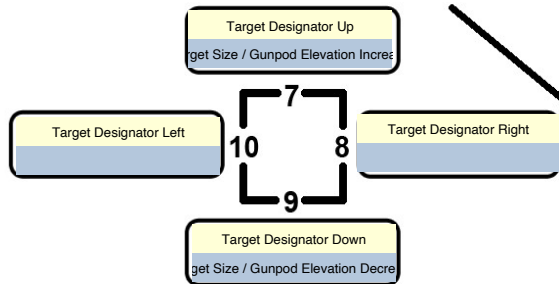 Target Designator Up
rget Size / Gunpod Elevation Increa
7
Target Designator Left
10
8
Target Designator Right
9
Target Designator Down
get Size / Gunpod Elevation Decre